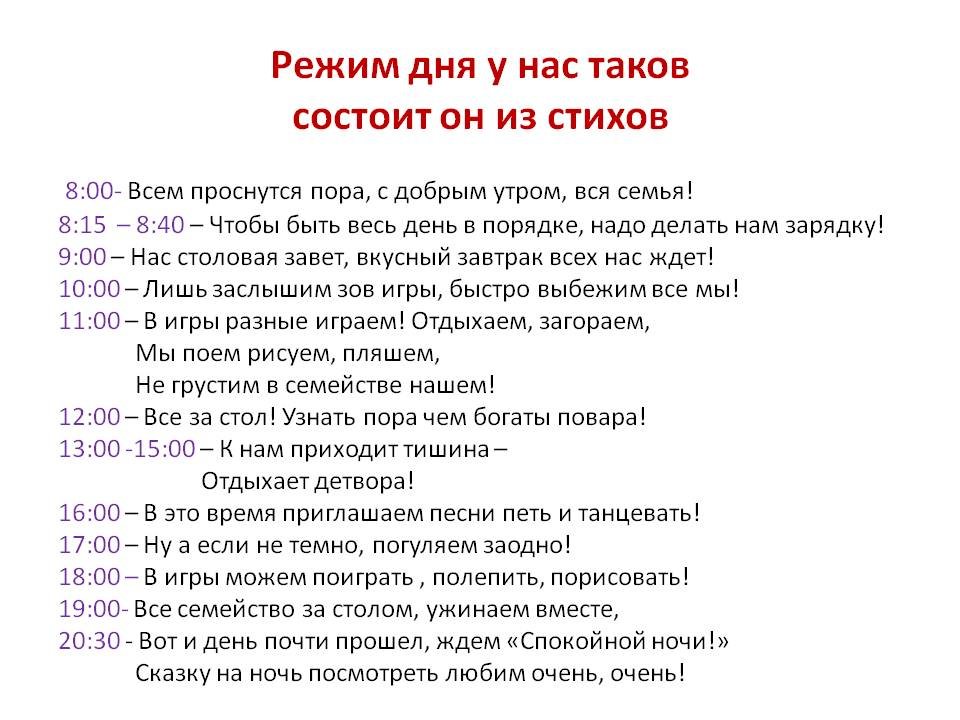 Режим дня у нас таков
состоит он из стихов
8:00- Всем проснутся пора, с добрым утром, вся семья!
8:15 – 8:40 – Чтобы быть весь день в порядке, надо делать нам зарядку!
9:00 – Нас столовая завет, вкусный завтрак всех нас ждет!
10:00 – Лишь заслышим зов игры, быстро выбежим все мы!
11:00 – В игры разные играем! Отдыхаем, загораем,
Мы поем рисуем, пляшем,
Не грустим в семействе нашем!
12:00 – Все за стол! Узнать пора чем богаты повара!
13:00 -15:00 – К нам приходит тишина –
Отдыхает детвора!
16:00 – В это время приглашаем песни петь и танцевать!
17:00 – Ну а если не темно, погуляем заодно!
18:00 – В игры можем поиграть , полепить, порисовать!
19:00- Все семейство за столом, ужинаем вместе,
20:30 - Вот и день почти прошел, ждем «Спокойной ночи!»
Сказку на ночь посмотреть любим очень, очень!